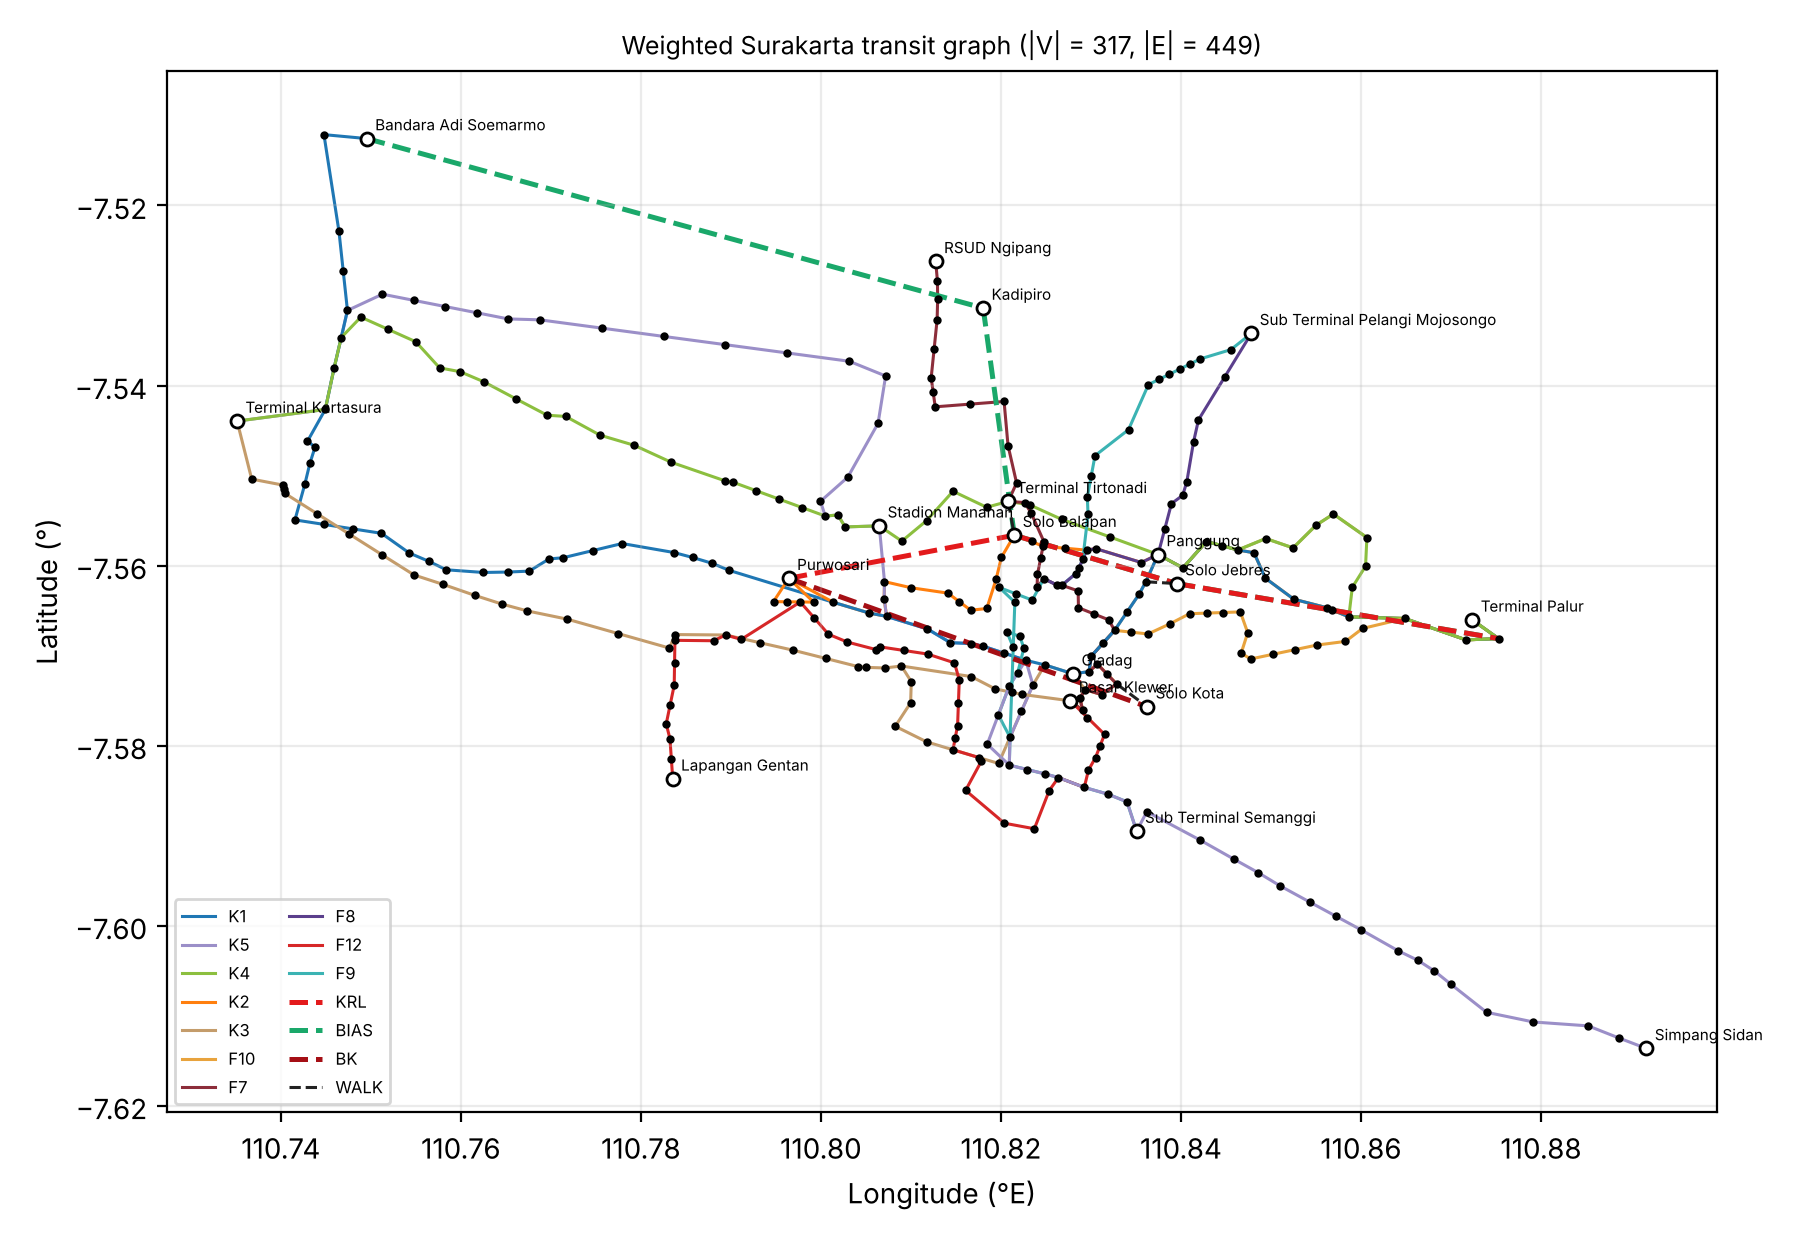 Weighted Surakarta transit graph (|V| = 317, |E| = 449)
Bandara Adi Soemarmo
RSUD Ngipang
Kadipiro
Sub Terminal Pelangi Mojosongo
Terminal Kartasura
Terminal Tirtonadi
Stadion Manahan
Solo Balapan
Panggung
Purwosari
Solo Jebres
Terminal Palur
Gladag
Pasar Klewer
Solo Kota
Lapangan Gentan
Sub Terminal Semanggi
Simpang Sidan
−7.52
−7.54
−7.56
−7.58
−7.60
−7.62
Latitude (°)
K1
K5
K4
K2
K3
F10
F7
F8
F12
F9
KRL
BIAS
BK
WALK
110.74
110.76
110.78
110.80
110.82
110.84
110.86
110.88
Longitude (°E)